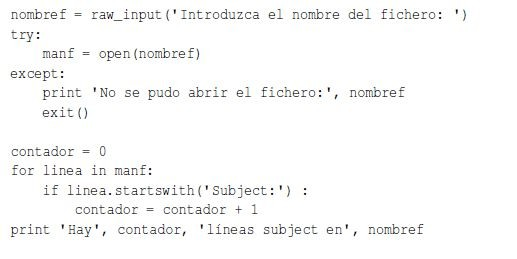 nombref = raw_input('Introduzca el nombre del fichero: ')
try:
    manf = open(nombref)
except:
    print 'No se pudo abrir el fichero:', nombref
    exit()

contador = 0
for linea in manf:
    if linea.startswith('Subject:') :
        contador = contador + 1
print 'Hay', contador, 'líneas subject en', nombref